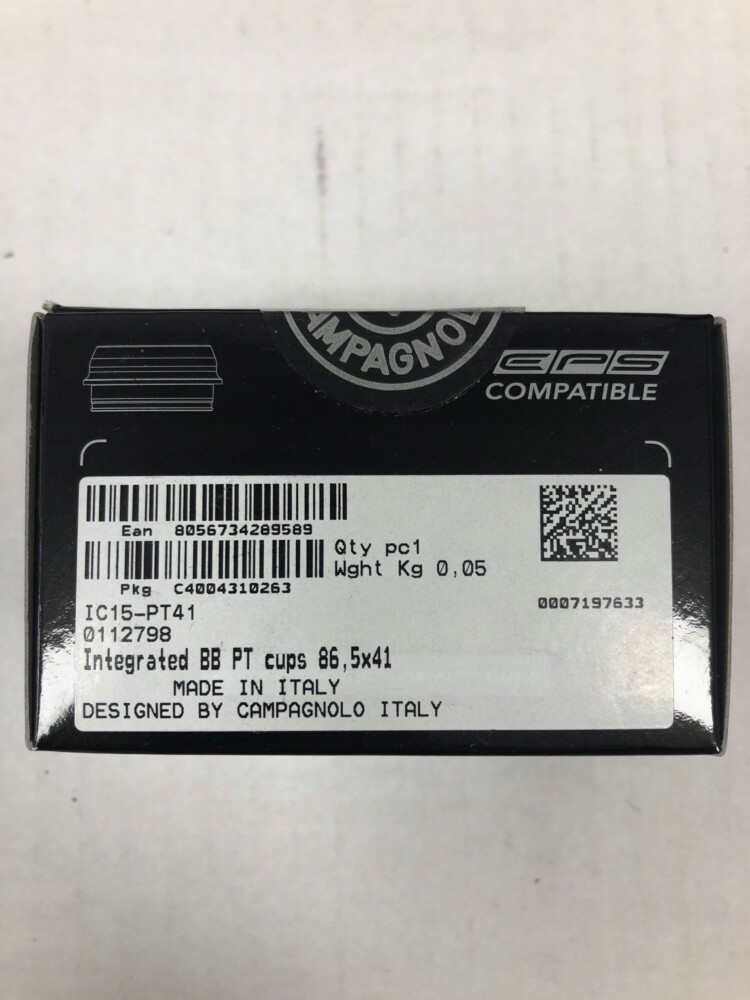 CAMPAGNOLO
EPS
COMPATIBLE
Ean 8056734289589
Qty pc1
Wght Kg 0,05
Pkg C4004310263
IC15-PT41
0007197633
0112798
Integrated BB PT cups 86,5x41
MADE IN ITALY
DESIGNED BY CAMPAGNOLO ITALY